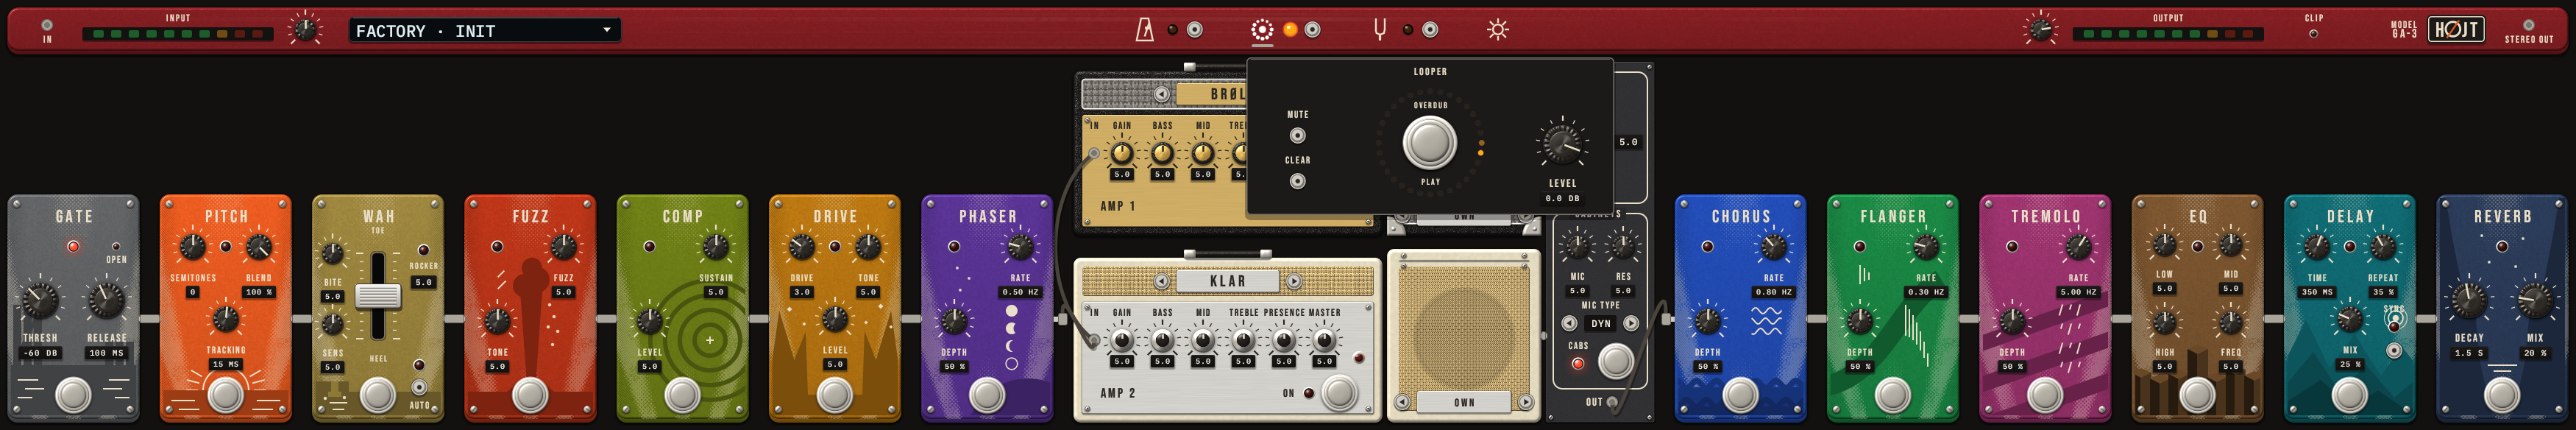 INPUT
IN
FACTORY · INIT
OUTPUT
CLIP
MODEL
GA-3
HØJT
STEREO OUT
LOOPER
MUTE
CLEAR
OVERDUB
PLAY
LEVEL
0.0 DB
IN GAIN BASS MID
5.0 5.0 5.0
AMP 1
5.0
GATE
OPEN
THRESH RELEASE
-60 DB 100 MS
PITCH
SEMITONES BLEND
0 100 %
TRACKING
15 MS
WAH
TOE
ROCKER
5.0
BITE
5.0
SENS
5.0
HEEL
AUTO
FUZZ
FUZZ
5.0
TONE
5.0
COMP
SUSTAIN
5.0
LEVEL
5.0
DRIVE
DRIVE TONE
3.0 5.0
LEVEL
5.0
PHASER
RATE
0.50 HZ
DEPTH
50 %
KLAR
IN GAIN BASS MID TREBLE PRESENCE MASTER
5.0 5.0 5.0 5.0 5.0 5.0
AMP 2
ON
OWN
MIC RES
5.0 5.0
MIC TYPE
DYN
CABS
OUT
CHORUS
RATE
0.80 HZ
DEPTH
50 %
FLANGER
RATE
0.30 HZ
DEPTH
50 %
TREMOLO
RATE
5.00 HZ
DEPTH
50 %
EQ
LOW MID
5.0 5.0
HIGH FREQ
5.0 5.0
DELAY
TIME REPEAT
350 MS 35 %
SYNC
MIX
25 %
REVERB
DECAY MIX
1.5 S 20 %